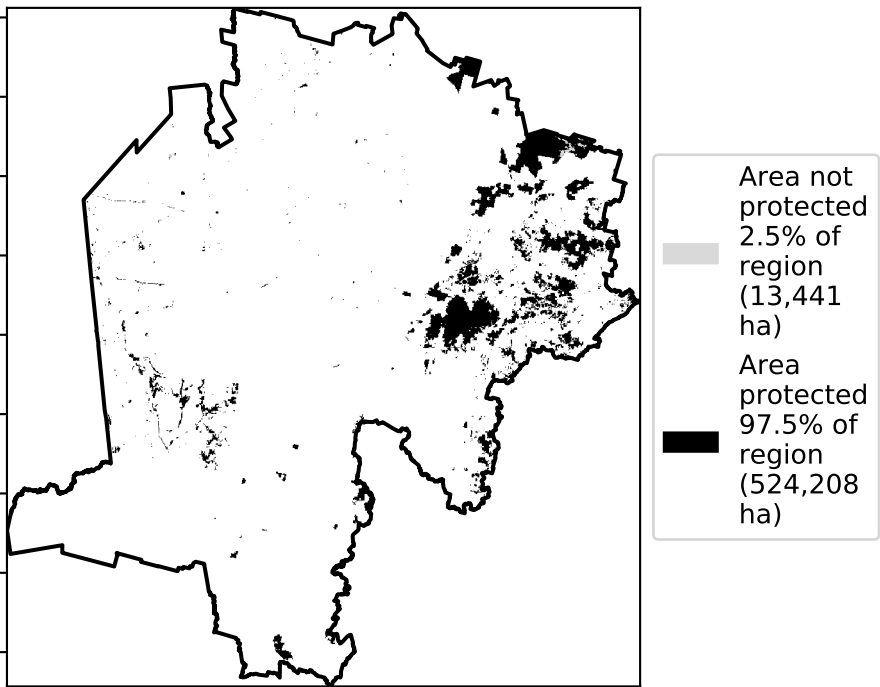 Area not
protected
2.5% of
region
(13,441
ha)
Area
protected
97.5% of
region
(524,208
ha)